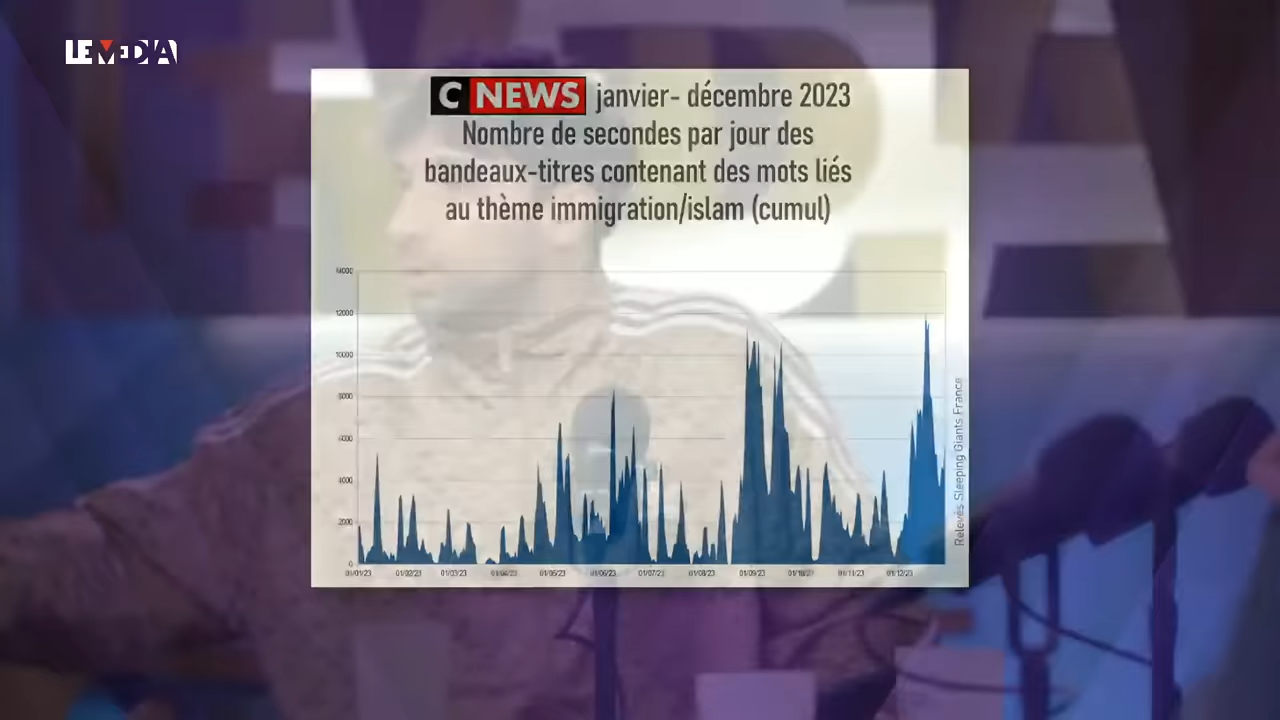 LEMEDIA
CNEWS janvier- décembre 2023
Nombre de secondes par jour des
bandeaux-titres contenant des mots liés
au thème immigration/islam (cumul)
14000
12000
10000
8000
6000
4000
2000
0
01/01/23 01/02/23 01/03/23 01/04/23 01/05/23 01/06/23 01/07/23 01/08/23 01/09/23 01/10/23 01/11/23 01/12/23
Relevés Sleeping Giants France